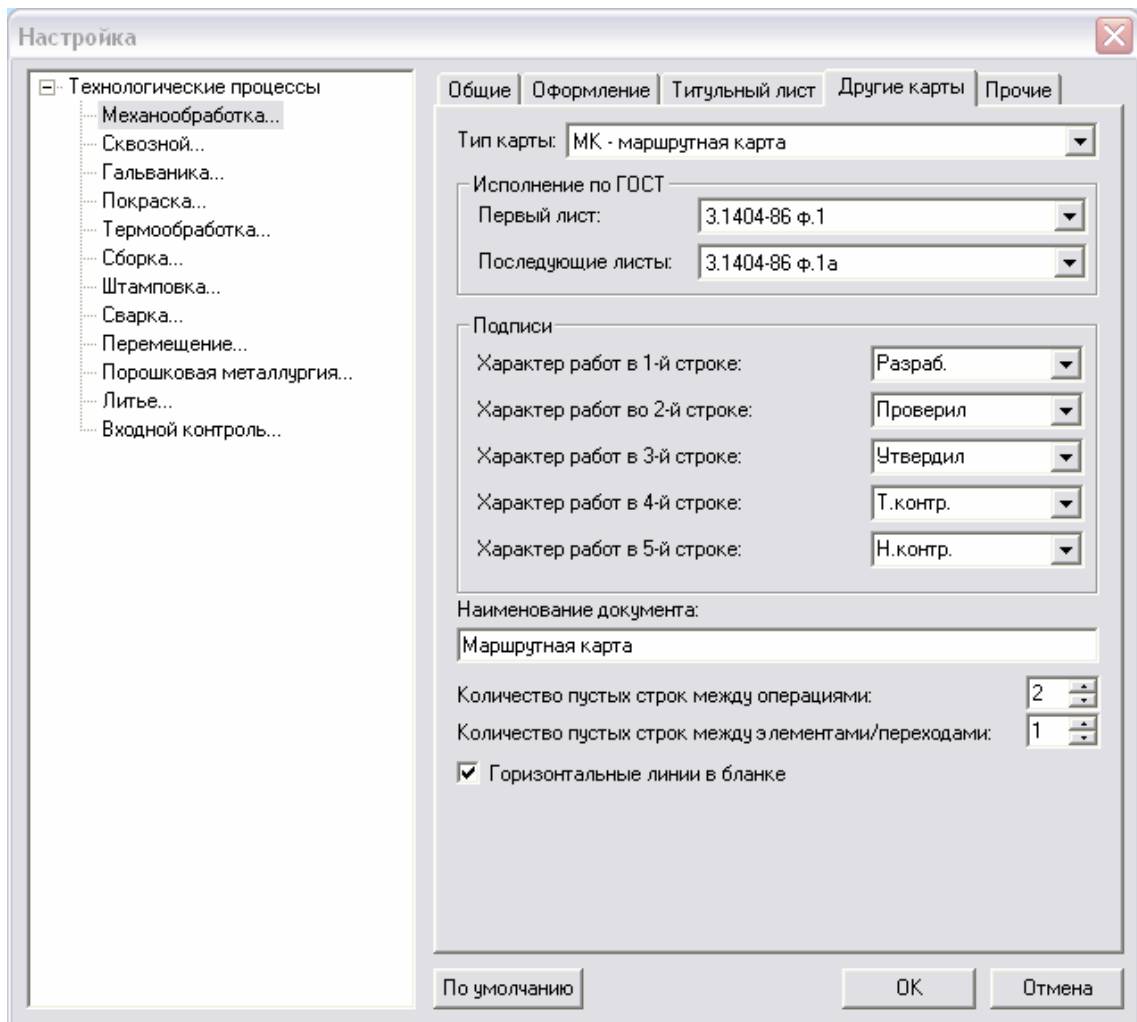 Настройка
Технологические процессы
Механообработка...
Сквозной...
Гальваника...
Покраска...
Термообработка...
Сборка...
Штамповка...
Сварка...
Перемещение...
Порошковая металлургия...
Литье...
Входной контроль...
Общие Оформление Титульный лист Другие карты Прочие
Тип карты: МК - маршрутная карта
Исполнение по ГОСТ
Первый лист: 3.1404-86 ф.1
Последующие листы: 3.1404-86 ф.1а
Подписи
Характер работ в 1-й строке: Разраб.
Характер работ во 2-й строке: Проверил
Характер работ в 3-й строке: Утвердил
Характер работ в 4-й строке: Т.контр.
Характер работ в 5-й строке: Н.контр.
Наименование документа:
Маршрутная карта
Количество пустых строк между операциями: 2
Количество пустых строк между элементами/переходами: 1
Горизонтальные линии в бланке
По умолчанию OK Отмена